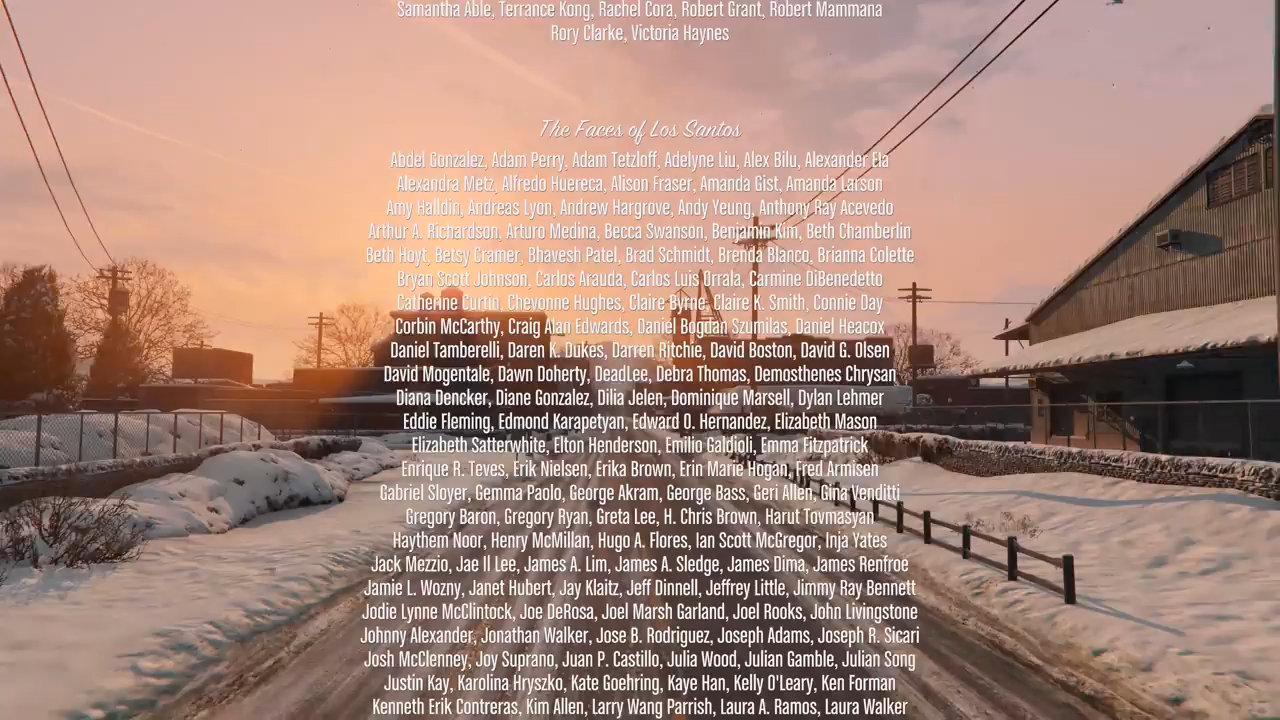 Samantha Able, Terrance Kong, Rachel Cora, Robert Grant, Robert Mammana
Rory Clarke, Victoria Haynes
The Faces of Los Santos
Abdel Gonzalez, Adam Perry, Adam Tetzloff, Adelyne Liu, Alex Bilu, Alexander Ela
Alexandra Metz, Alfredo Huereca, Alison Fraser, Amanda Gist, Amanda Larson
Amy Halldin, Andreas Lyon, Andrew Hargrove, Andy Yeung, Anthony Ray Acevedo
Arthur A. Richardson, Arturo Medina, Becca Swanson, Benjamin Kim, Beth Chamberlin
Beth Hoyt, Betsy Cramer, Bhavesh Patel, Brad Schmidt, Brenda Blanco, Brianna Colette
Bryan Scott Johnson, Carlos Arauda, Carlos Luis Orrala, Carmine DiBenedetto
Catherine Curtin, Chevonne Hughes, Claire Byrne, Claire K. Smith, Connie Day
Corbin McCarthy, Craig Alan Edwards, Daniel Bogdan Szumilas, Daniel Heacox
Daniel Tamberelli, Daren K. Dukes, Darren Ritchie, David Boston, David G. Olsen
David Mogentale, Dawn Doherty, DeadLee, Debra Thomas, Demosthenes Chrysan
Diana Dencker, Diane Gonzalez, Dilia Jelen, Dominique Marsell, Dylan Lehmer
Eddie Fleming, Edmond Karapetyan, Edward O. Hernandez, Elizabeth Mason
Elizabeth Satterwhite, Elton Henderson, Emilio Galdioli, Emma Fitzpatrick
Enrique R. Teves, Erik Nielsen, Erika Brown, Erin Marie Hogan, Fred Armisen
Gabriel Sloyer, Gemma Paolo, George Akram, George Bass, Geri Allen, Gina Venditti
Gregory Baron, Gregory Ryan, Greta Lee, H. Chris Brown, Harut Tovmasyan
Haythem Noor, Henry McMillan, Hugo A. Flores, Ian Scott McGregor, Inja Yates
Jack Mezzio, Jae Il Lee, James A. Lim, James A. Sledge, James Dima, James Renfroe
Jamie L. Wozny, Janet Hubert, Jay Klaitz, Jeff Dinnell, Jeffrey Little, Jimmy Ray Bennett
Jodie Lynne McClintock, Joe DeRosa, Joel Marsh Garland, Joel Rooks, John Livingstone
Johnny Alexander, Jonathan Walker, Jose B. Rodriguez, Joseph Adams, Joseph R. Sicari
Josh McClenney, Joy Suprano, Juan P. Castillo, Julia Wood, Julian Gamble, Julian Song
Justin Kay, Karolina Hryszko, Kate Goehring, Kaye Han, Kelly O'Leary, Ken Forman
Kenneth Erik Contreras, Kim Allen, Larry Wang Parrish, Laura A. Ramos, Laura Walker